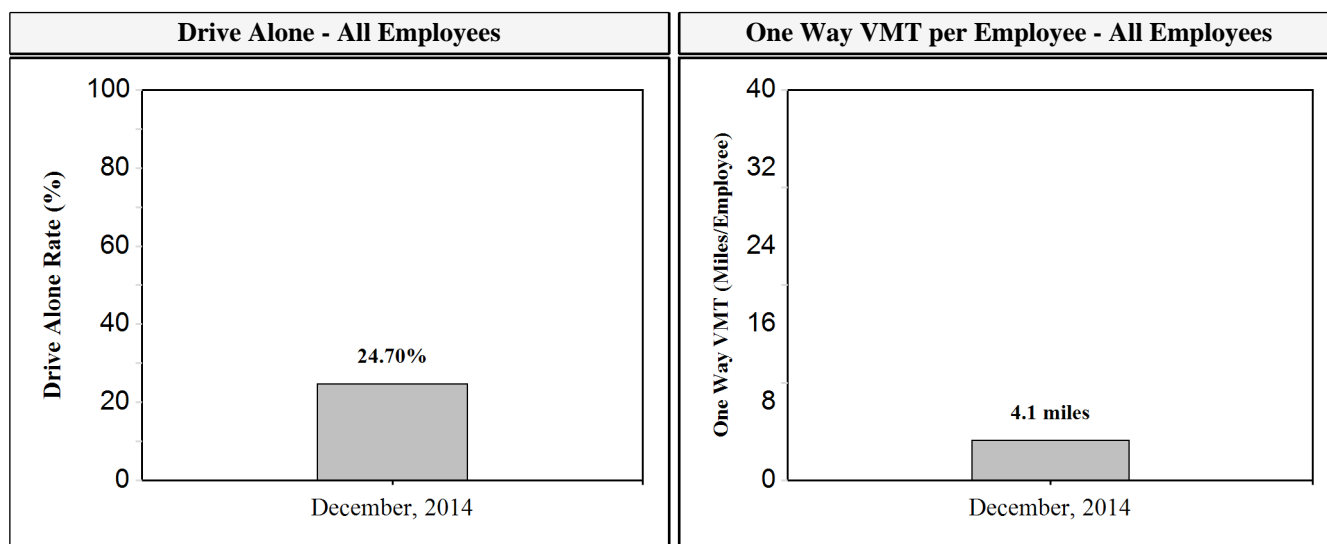 Drive Alone - All Employees
Drive Alone Rate (%)
100
80
60
40
20
0
24.70%
December, 2014
One Way VMT per Employee - All Employees
One Way VMT (Miles/Employee)
40
32
24
16
8
0
4.1 miles
December, 2014